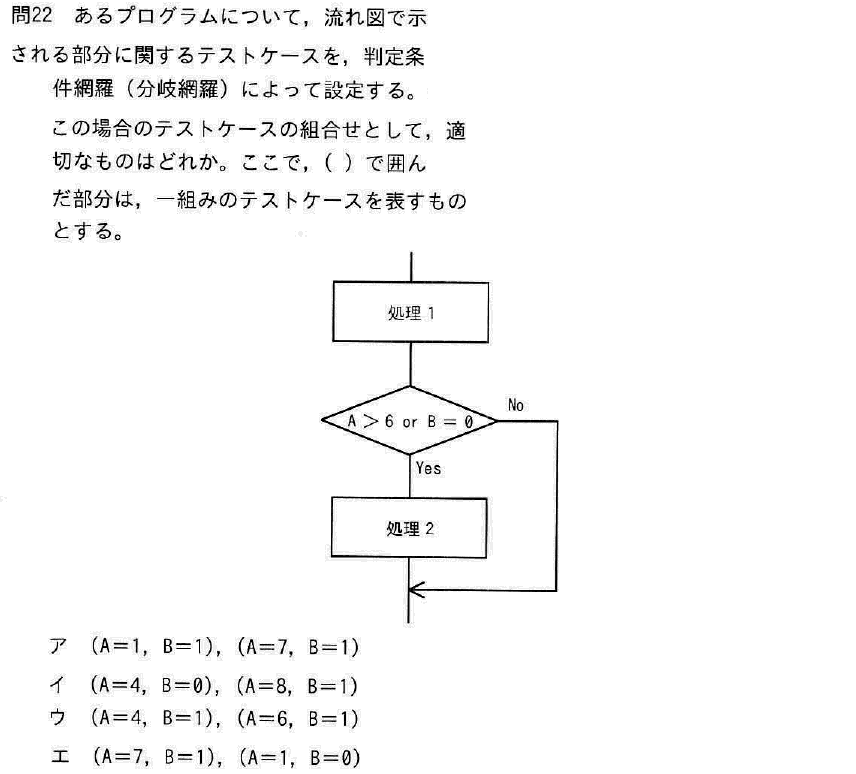 問22　あるプログラムについて，流れ図で示
される部分に関するテストケースを，判定条
件網羅（分岐網羅）によって設定する。
この場合のテストケースの組合せとして，適
切なものはどれか。ここで，( ) で囲ん
だ部分は，一組みのテストケースを表すもの
とする。
処理 1
A > 6 or B = 0
No
Yes
処理 2
ア　(A=1, B=1), (A=7, B=1)
イ　(A=4, B=0), (A=8, B=1)
ウ　(A=4, B=1), (A=6, B=1)
エ　(A=7, B=1), (A=1, B=0)